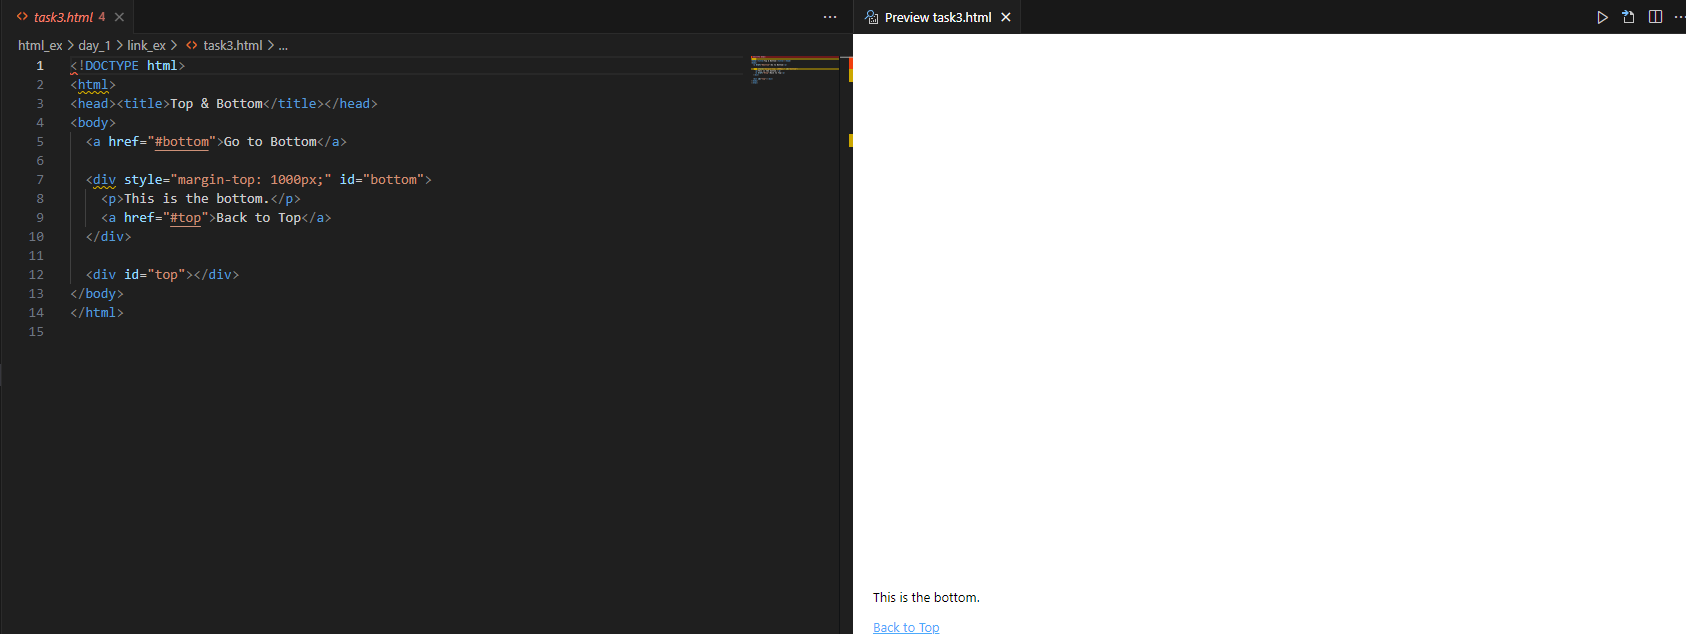 task3.html 4
html_ex > day_1 > link_ex > task3.html > ...
1 <!DOCTYPE html>
2 <html>
3 <head><title>Top & Bottom</title></head>
4 <body>
5   <a href="#bottom">Go to Bottom</a>
6
7   <div style="margin-top: 1000px;" id="bottom">
8     <p>This is the bottom.</p>
9     <a href="#top">Back to Top</a>
10   </div>
11
12   <div id="top"></div>
13 </body>
14 </html>
15
Preview task3.html
This is the bottom.
Back to Top